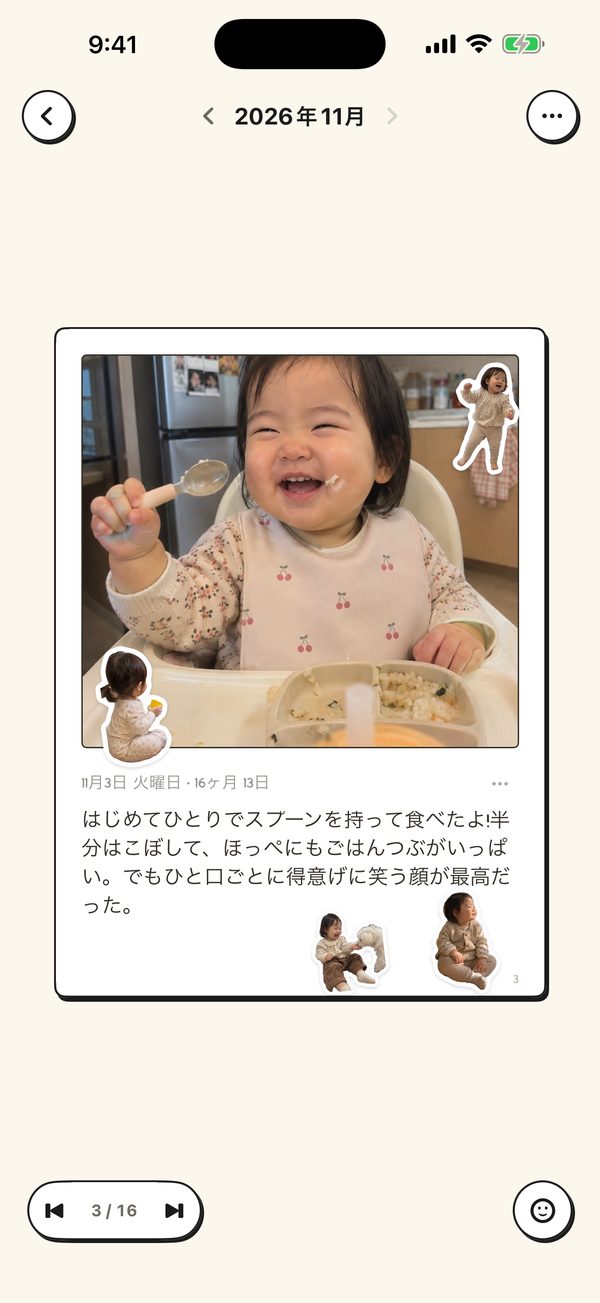 9:41
2026年11月
11月3日 火曜日・16ヶ月 13日
はじめてひとりでスプーンを持って食べたよ!半
分はこぼして、ほっぺにもごはんつぶがいっぱ
い。でもひと口ごとに得意げに笑う顔が最高だ
った。
3
3 / 16